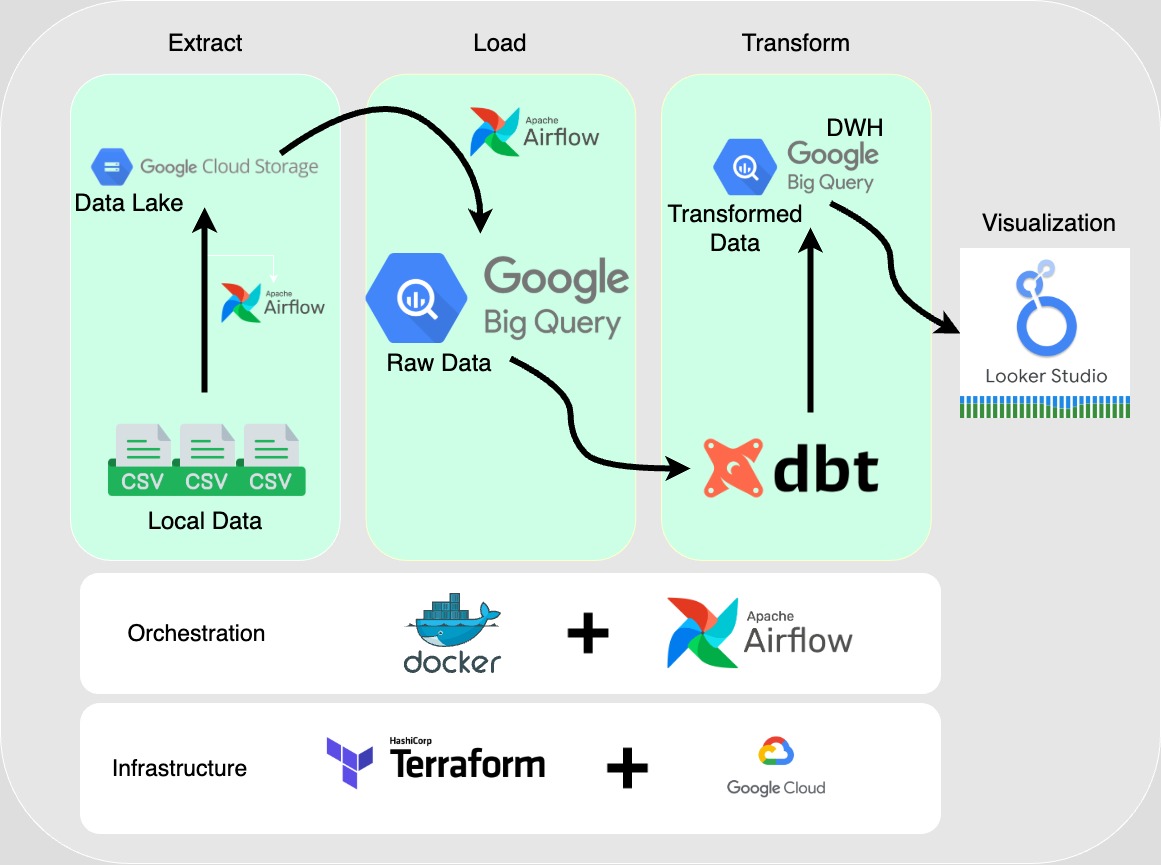 Extract
Load
Transform
Google Cloud Storage
Data Lake
Apache
Airflow
CSV CSV CSV
Local Data
Apache
Airflow
Google
Big Query
Raw Data
DWH
Google
Big Query
Transformed
Data
dbt
Visualization
Looker Studio
Orchestration
docker
Apache
Airflow
Infrastructure
HashiCorp
Terraform
Google Cloud